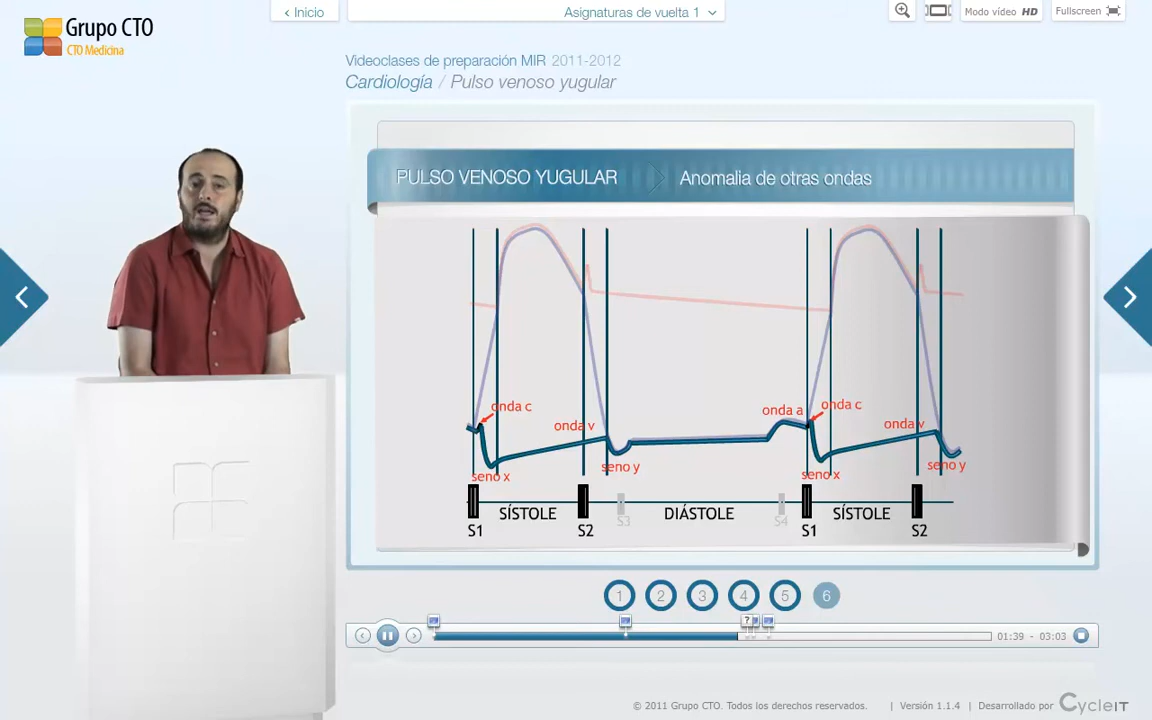 Grupo CTO
CTO Medicina
‹ Inicio
Asignaturas de vuelta 1
Modo vídeo HD
Fullscreen
Videoclases de preparación MIR 2011-2012
Cardiología / Pulso venoso yugular
PULSO VENOSO YUGULAR
Anomalia de otras ondas
onda c
onda v
seno x
seno y
onda a
onda c
onda v
seno x
seno y
SÍSTOLE
DIÁSTOLE
SÍSTOLE
S1
S2
S3
S4
S1
S2
1 2 3 4 5 6
?
01:39 - 03:03
© 2011 Grupo CTO. Todos los derechos reservados. | Versión 1.1.4 | Desarrollado por CycleIT